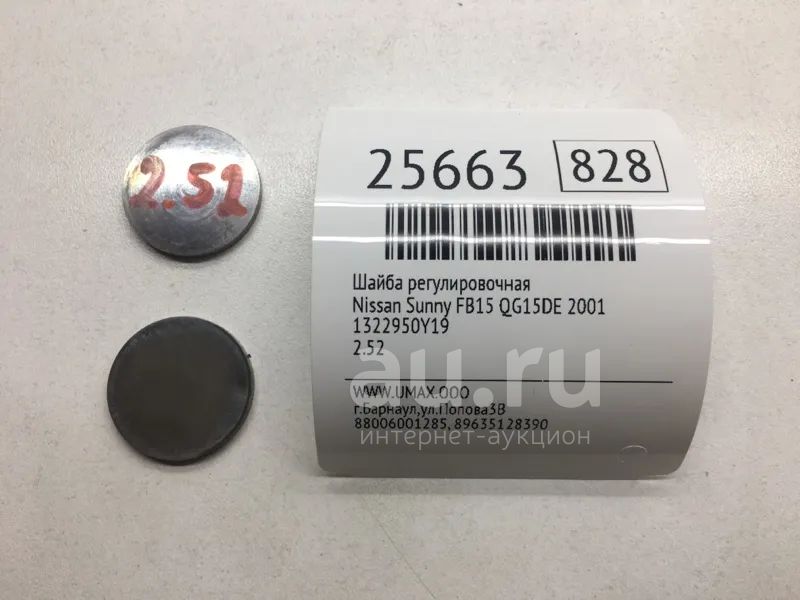 2.51
25663 828
Шайба регулировочная
Nissan Sunny FB15 QG15DE 2001
1322950Y19
2.52
WWW.UMAX.OOO
г.Барнаул,ул.Попова3В
88006001285, 89635128390
au.ru
интернет-аукцион